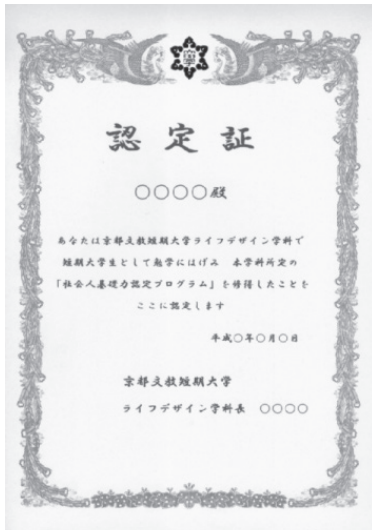 認定証
○○○○殿
あなたは京都文教短期大学ライフデザイン学科で
短期大学生として勉学にはげみ　本学科所定の
「社会人基礎力認定プログラム」を修得したことを
ここに認定します
平成○年○月○日
京都文教短期大学
ライフデザイン学科長　○○○○